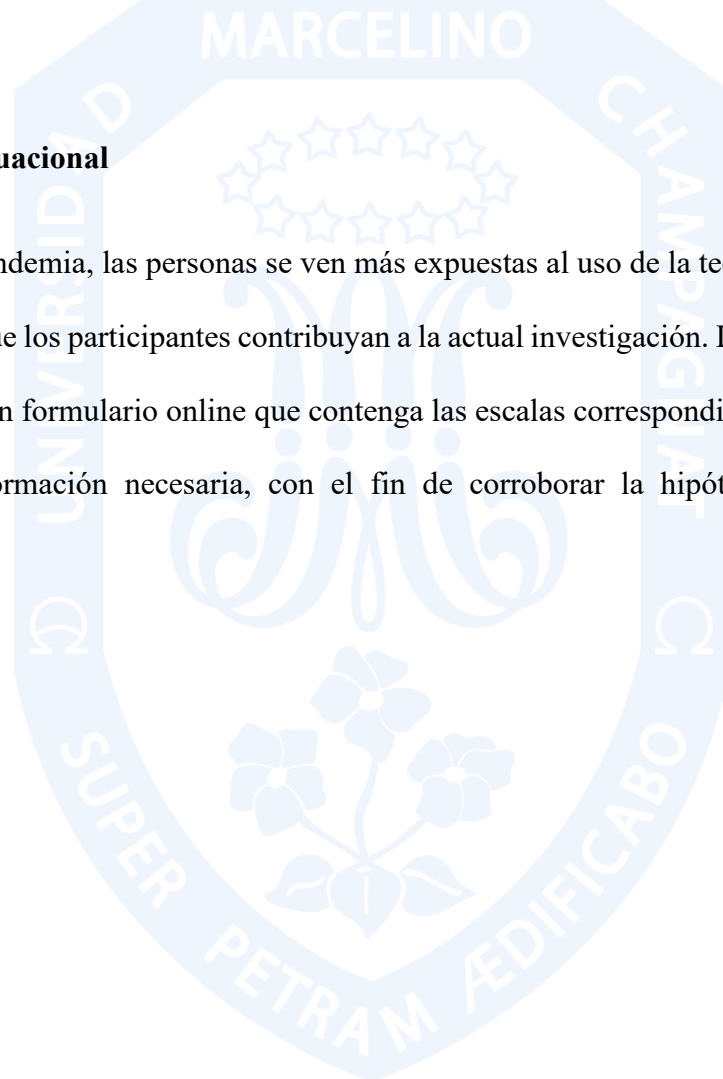 MARCELINO
uacional
ndemia, las personas se ven más expuestas al uso de la te
e los participantes contribuyan a la actual investigación.
n formulario online que contenga las escalas correspondi
ormación necesaria, con el fin de corroborar la hipót
UNIVERSIDAD
CHAMPAGNAT
SUPER PETRAM ÆDIFICABO